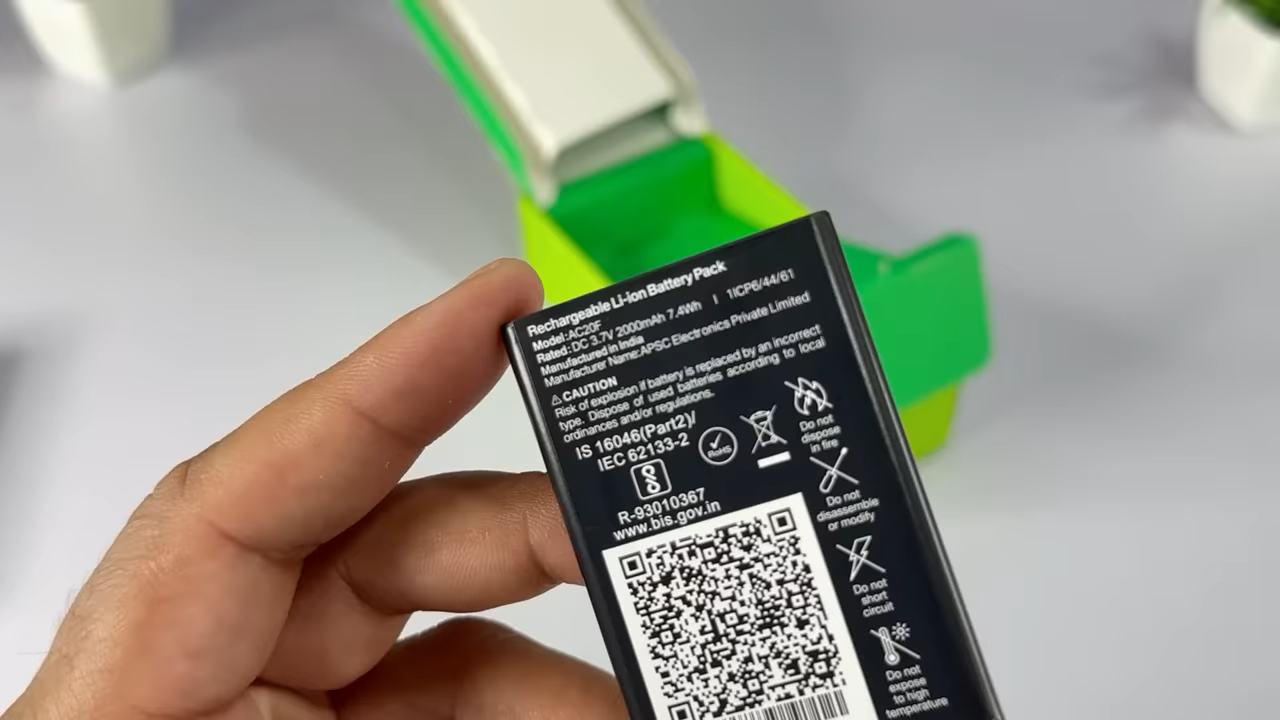 Rechargeable Li-ion Battery Pack
Model:AC20F
Rated: DC 3.7V 2000mAh 7.4Wh | 1ICP6/44/61
Manufactured in India
Manufacturer Name:APSC Electronics Private Limited
⚠ CAUTION
Risk of explosion if battery is replaced by an incorrect
type. Dispose of used batteries according to local
ordinances and/or regulations.
IS 16046(Part2)/
IEC 62133-2
R-93010367
www.bis.gov.in
RoHS
Do not
dispose
in fire
Do not
disassemble
or modify
Do not
short
circuit
Do not
expose
to high
temperature